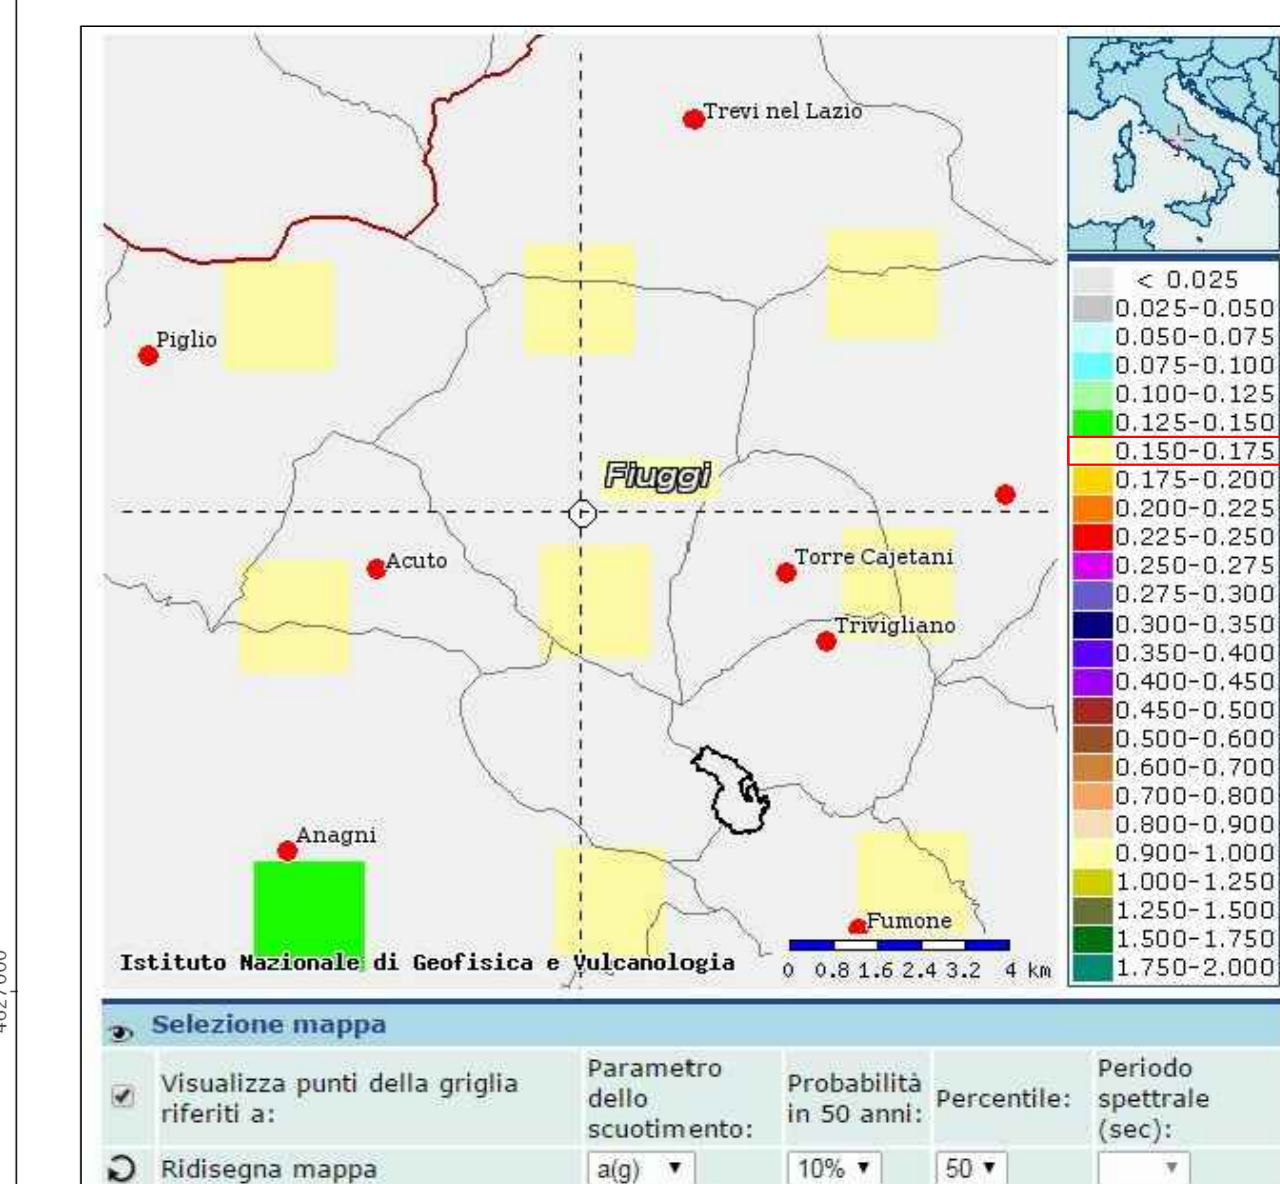 Trevi nel Lazio
Piglio
Fiuggi
Acuto
Torre Cajetani
Trivigliano
Anagni
Fumone
Istituto Nazionale di Geofisica e Vulcanologia
0 0.8 1.6 2.4 3.2 4 km
< 0.025
0.025-0.050
0.050-0.075
0.075-0.100
0.100-0.125
0.125-0.150
0.150-0.175
0.175-0.200
0.200-0.225
0.225-0.250
0.250-0.275
0.275-0.300
0.300-0.350
0.350-0.400
0.400-0.450
0.450-0.500
0.500-0.600
0.600-0.700
0.700-0.800
0.800-0.900
0.900-1.000
1.000-1.250
1.250-1.500
1.500-1.750
1.750-2.000
Selezione mappa
Visualizza punti della griglia
riferiti a:
Parametro
dello
scuotimento:
Probabilità
in 50 anni:
Percentile:
Periodo
spettrale
(sec):
Ridisegna mappa
a(g)
10%
50